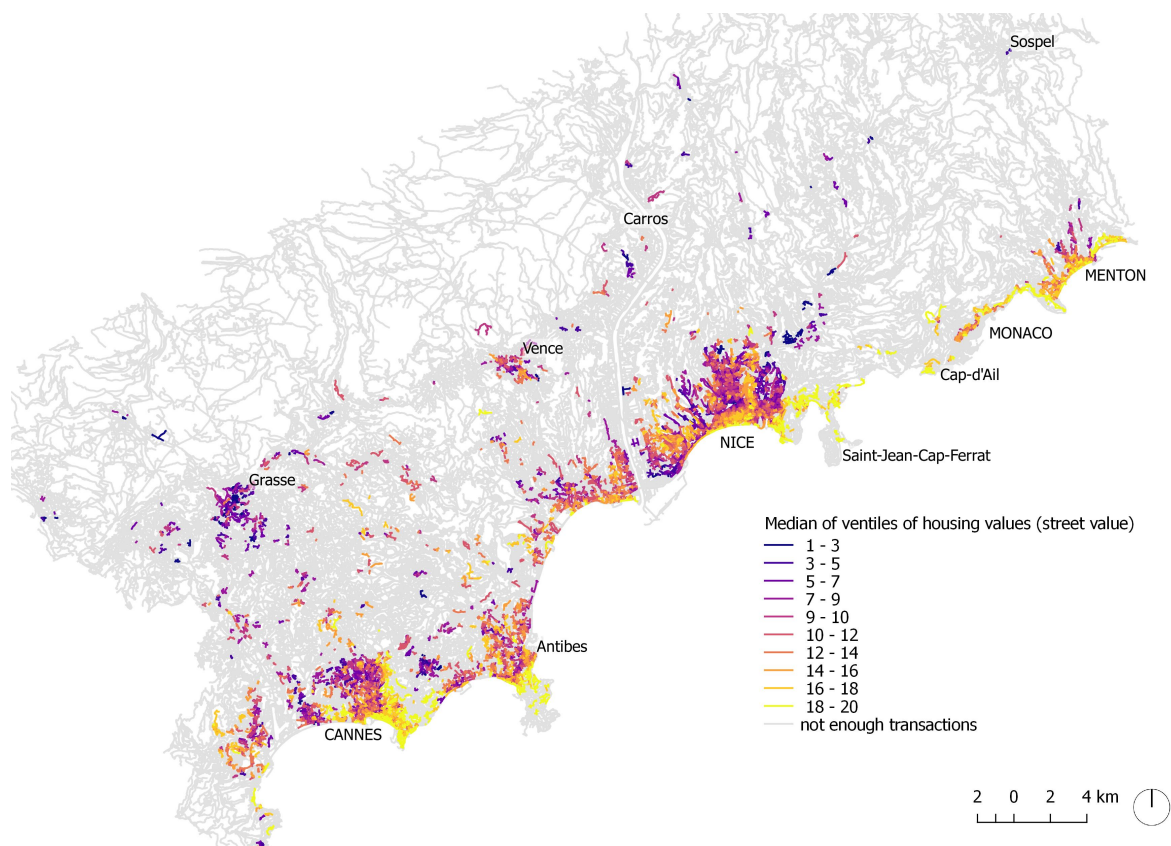 Sospel
Carros
MENTON
MONACO
Vence
Cap-d'Ail
NICE
Saint-Jean-Cap-Ferrat
Grasse
Median of ventiles of housing values (street value)
1 - 3
3 - 5
5 - 7
7 - 9
9 - 10
10 - 12
12 - 14
14 - 16
16 - 18
18 - 20
not enough transactions
Antibes
CANNES
2 0 2 4 km